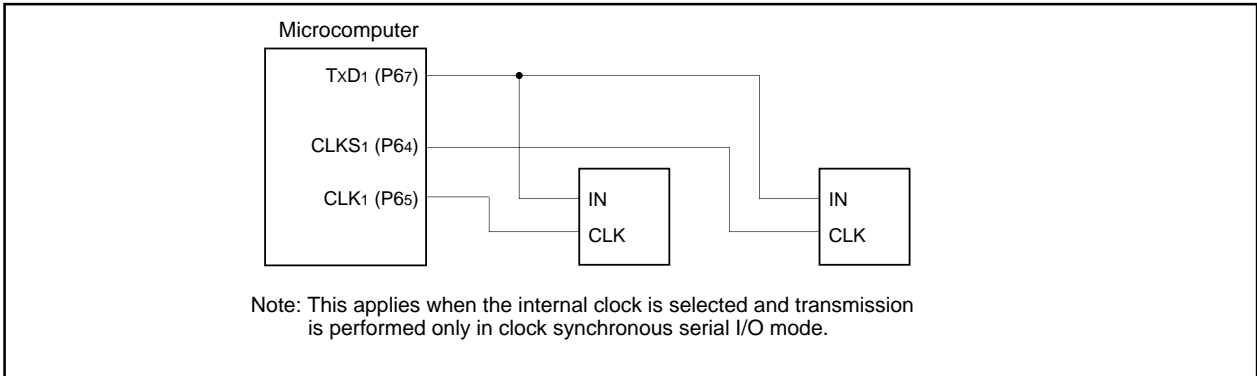 Microcomputer
TxD1 (P67)
CLKS1 (P64)
CLK1 (P65)
IN
CLK
IN
CLK
Note: This applies when the internal clock is selected and transmission
is performed only in clock synchronous serial I/O mode.